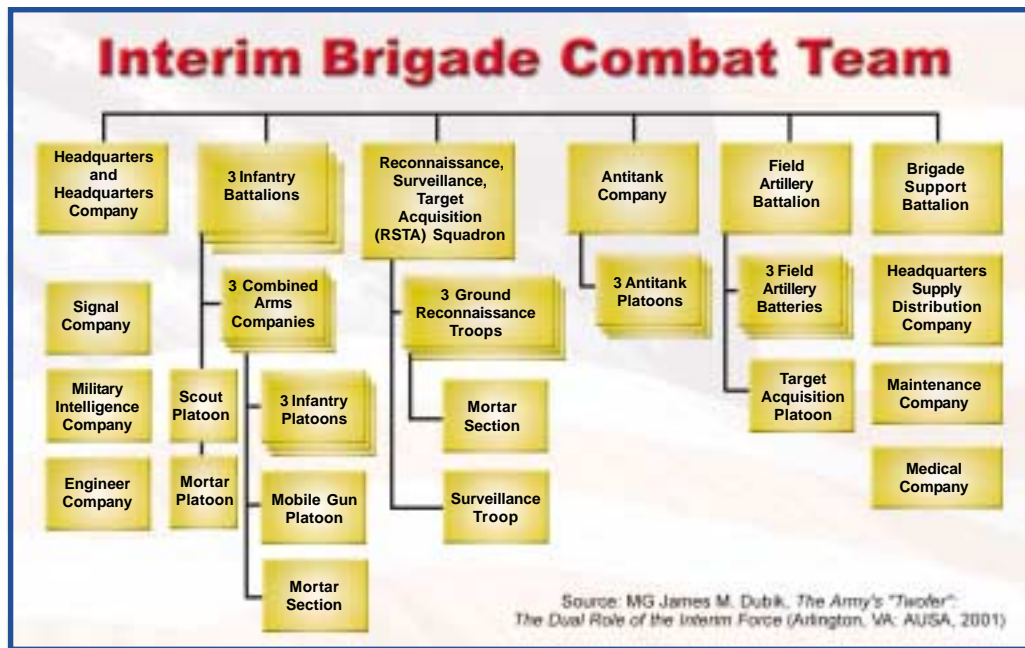 Interim Brigade Combat Team
Headquarters
and
Headquarters
Company
3 Infantry
Battalions
Reconnaissance,
Surveillance,
Target
Acquisition
(RSTA) Squadron
Antitank
Company
Field
Artillery
Battalion
Brigade
Support
Battalion
Signal
Company
Military
Intelligence
Company
Engineer
Company
3 Combined
Arms
Companies
Scout
Platoon
Mortar
Platoon
3 Infantry
Platoons
Mobile Gun
Platoon
Mortar
Section
3 Ground
Reconnaissance
Troops
Mortar
Section
Surveillance
Troop
3 Antitank
Platoons
3 Field
Artillery
Batteries
Target
Acquisition
Platoon
Headquarters
Supply
Distribution
Company
Maintenance
Company
Medical
Company
Source: MG James M. Dubik, The Army's "Twofer":
The Dual Role of the Interim Force (Arlington, VA: AUSA, 2001)